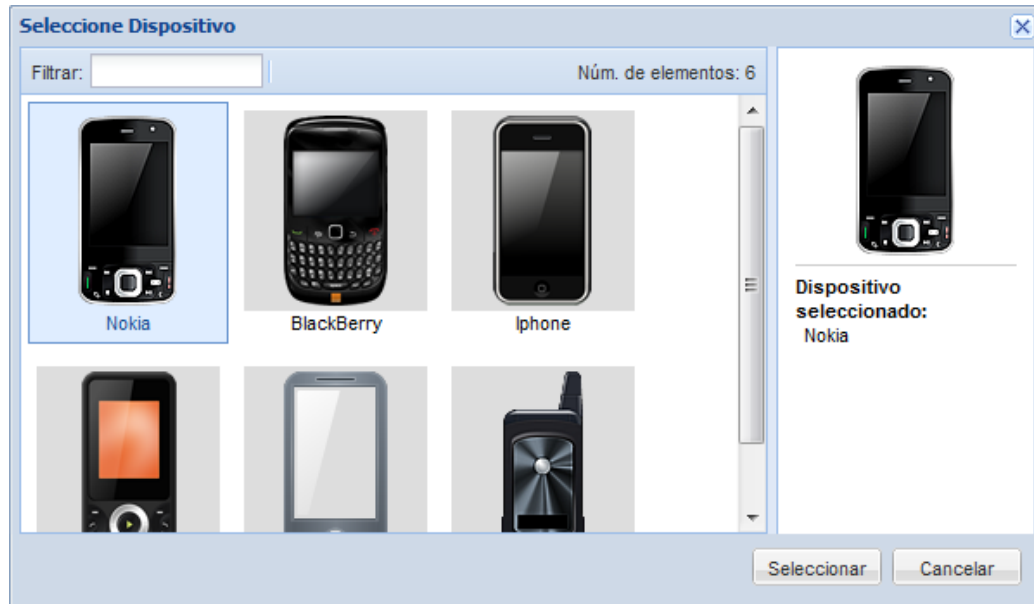 Seleccione Dispositivo
Filtrar:
Núm. de elementos: 6
Nokia
BlackBerry
Iphone
Dispositivo
seleccionado:
Nokia
Seleccionar
Cancelar